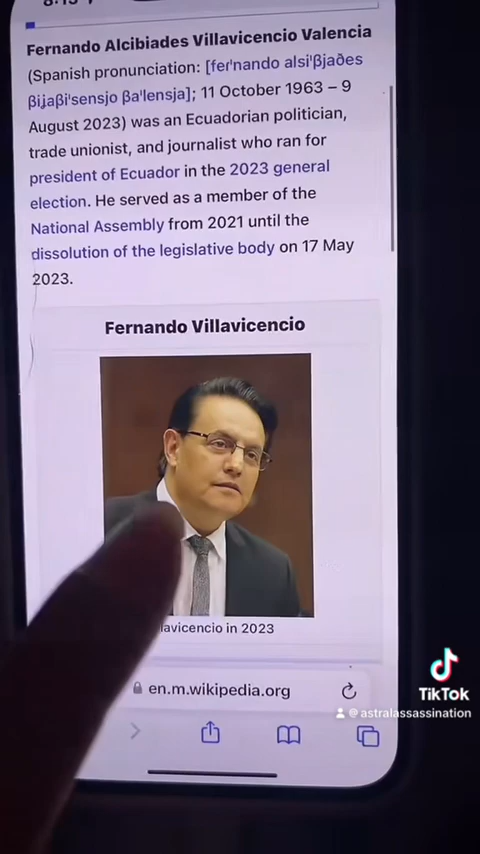 Fernando Alcibiades Villavicencio Valencia
(Spanish pronunciation: [feɾˈnando alsiˈβjaðes
βiʝaβiˈsensjo βaˈlensja]; 11 October 1963 – 9
August 2023) was an Ecuadorian politician,
trade unionist, and journalist who ran for
president of Ecuador in the 2023 general
election. He served as a member of the
National Assembly from 2021 until the
dissolution of the legislative body on 17 May
2023.
Fernando Villavicencio
in 2023
en.m.wikipedia.org
TikTok
@astralassassination